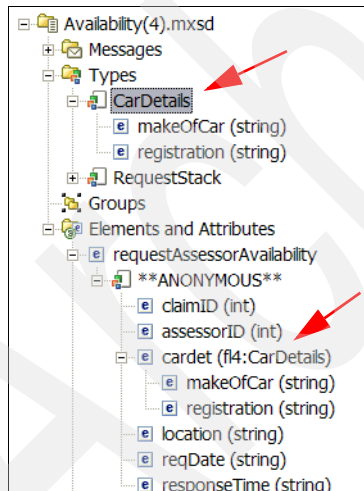 Availability(4).mxsd
Messages
Types
CarDetails
makeOfCar (string)
registration (string)
RequestStack
Groups
Elements and Attributes
requestAssessorAvailability
**ANONYMOUS**
claimID (int)
assessorID (int)
cardet (fl4:CarDetails)
makeOfCar (string)
registration (string)
location (string)
reqDate (string)
responseTime (string)